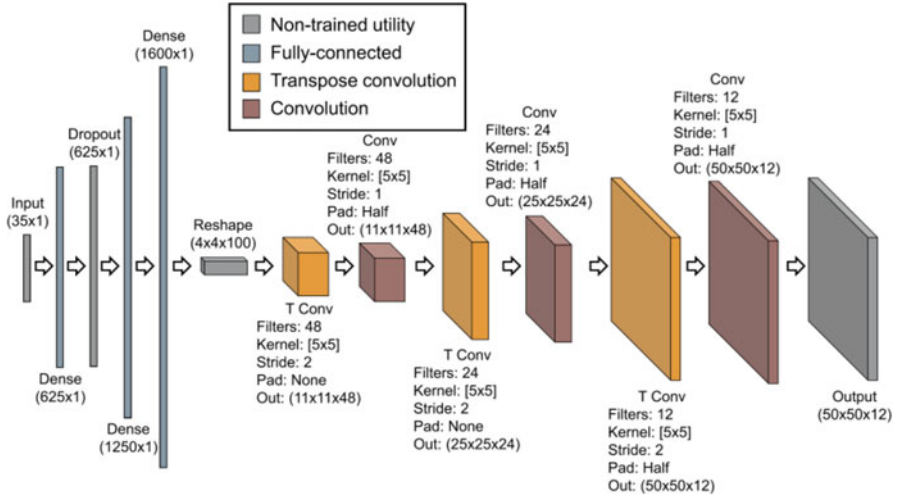 Non-trained utility
Fully-connected
Transpose convolution
Convolution
Input
(35x1)
Dense
(625x1)
Dropout
(625x1)
Dense
(1250x1)
Dense
(1600x1)
Reshape
(4x4x100)
T Conv
Filters: 48
Kernel: [5x5]
Stride: 2
Pad: None
Out: (11x11x48)
Conv
Filters: 48
Kernel: [5x5]
Stride: 1
Pad: Half
Out: (11x11x48)
T Conv
Filters: 24
Kernel: [5x5]
Stride: 2
Pad: None
Out: (25x25x24)
Conv
Filters: 24
Kernel: [5x5]
Stride: 1
Pad: Half
Out: (25x25x24)
T Conv
Filters: 12
Kernel: [5x5]
Stride: 2
Pad: Half
Out: (50x50x12)
Conv
Filters: 12
Kernel: [5x5]
Stride: 1
Pad: Half
Out: (50x50x12)
Output
(50x50x12)